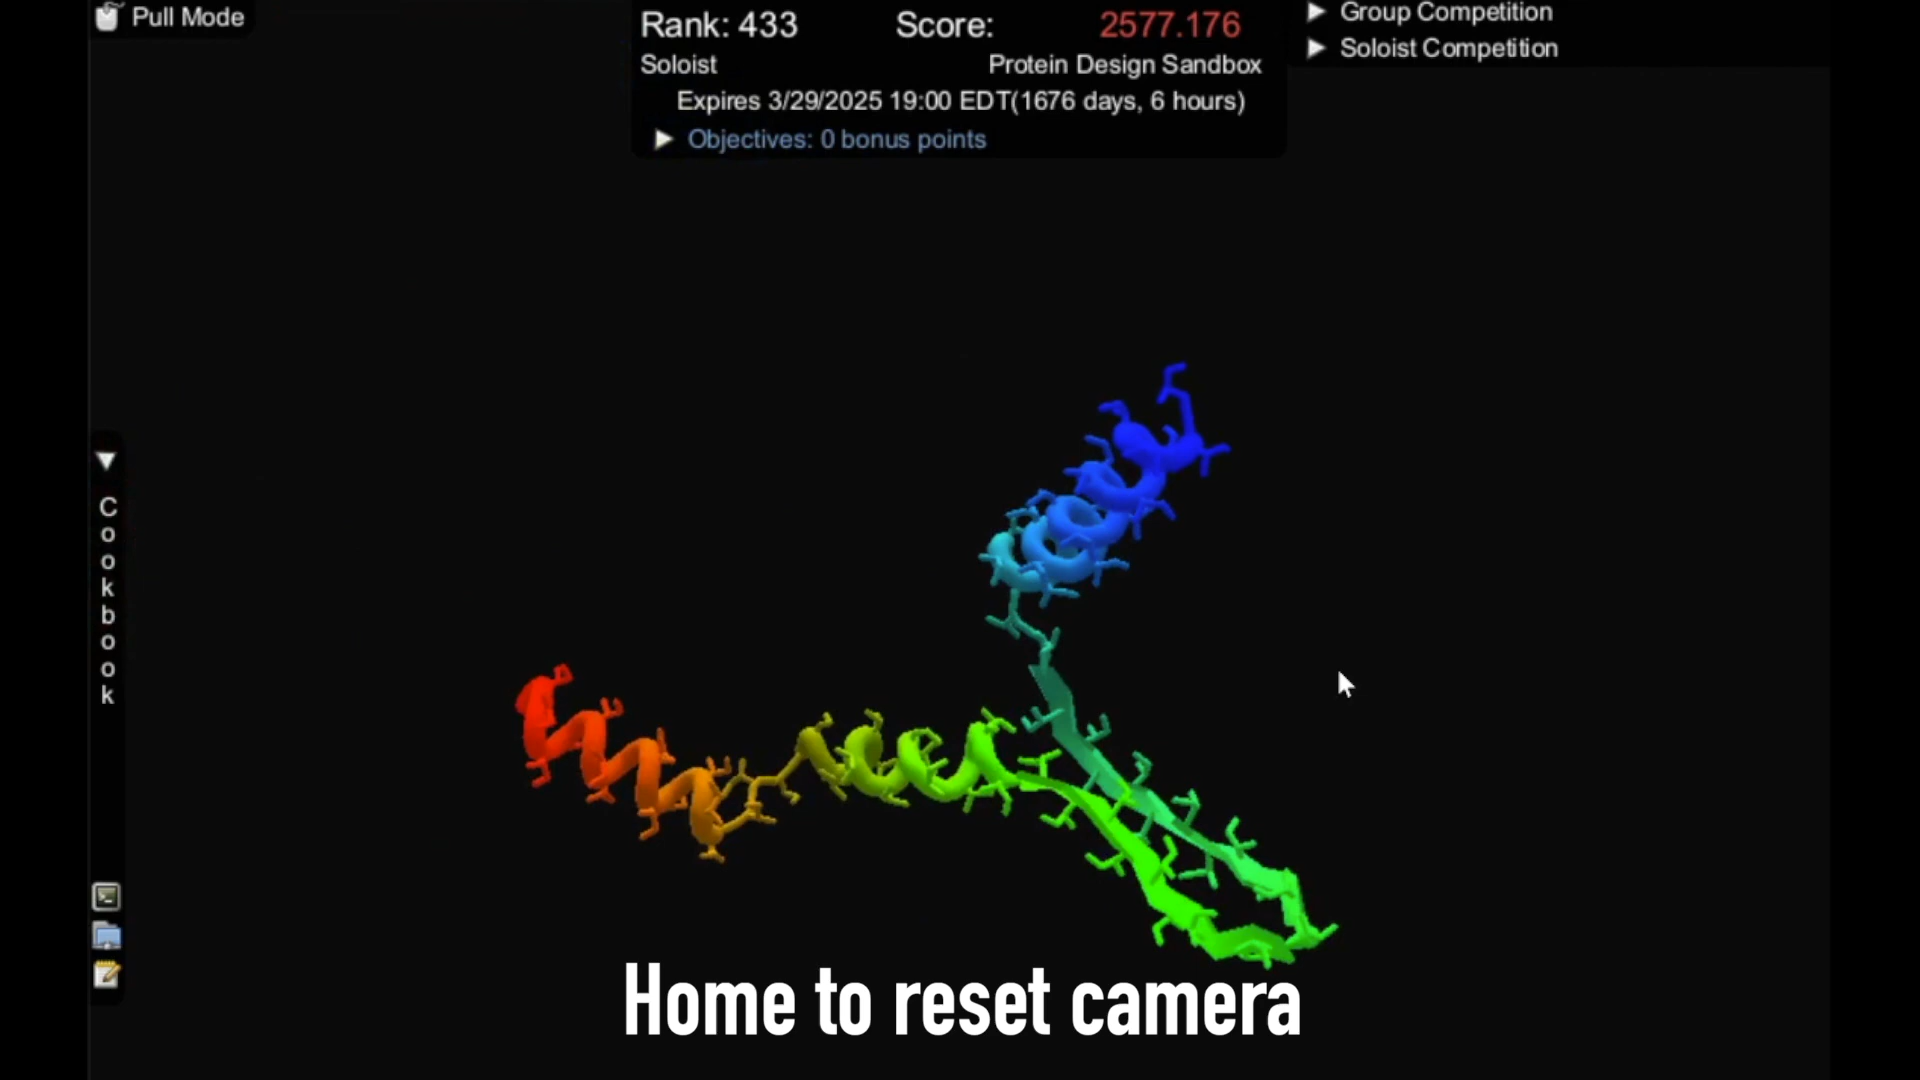 Pull Mode
Rank: 433 Score: 2577.176
Soloist Protein Design Sandbox
Expires 3/29/2025 19:00 EDT(1676 days, 6 hours)
Objectives: 0 bonus points
Group Competition
Soloist Competition
Cookbook
Home to reset camera